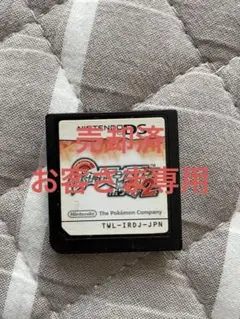 NINTENDO DS
売却済
お客さま専用
Nintendo
The Pokémon Company
TWL-IRDJ-JPN